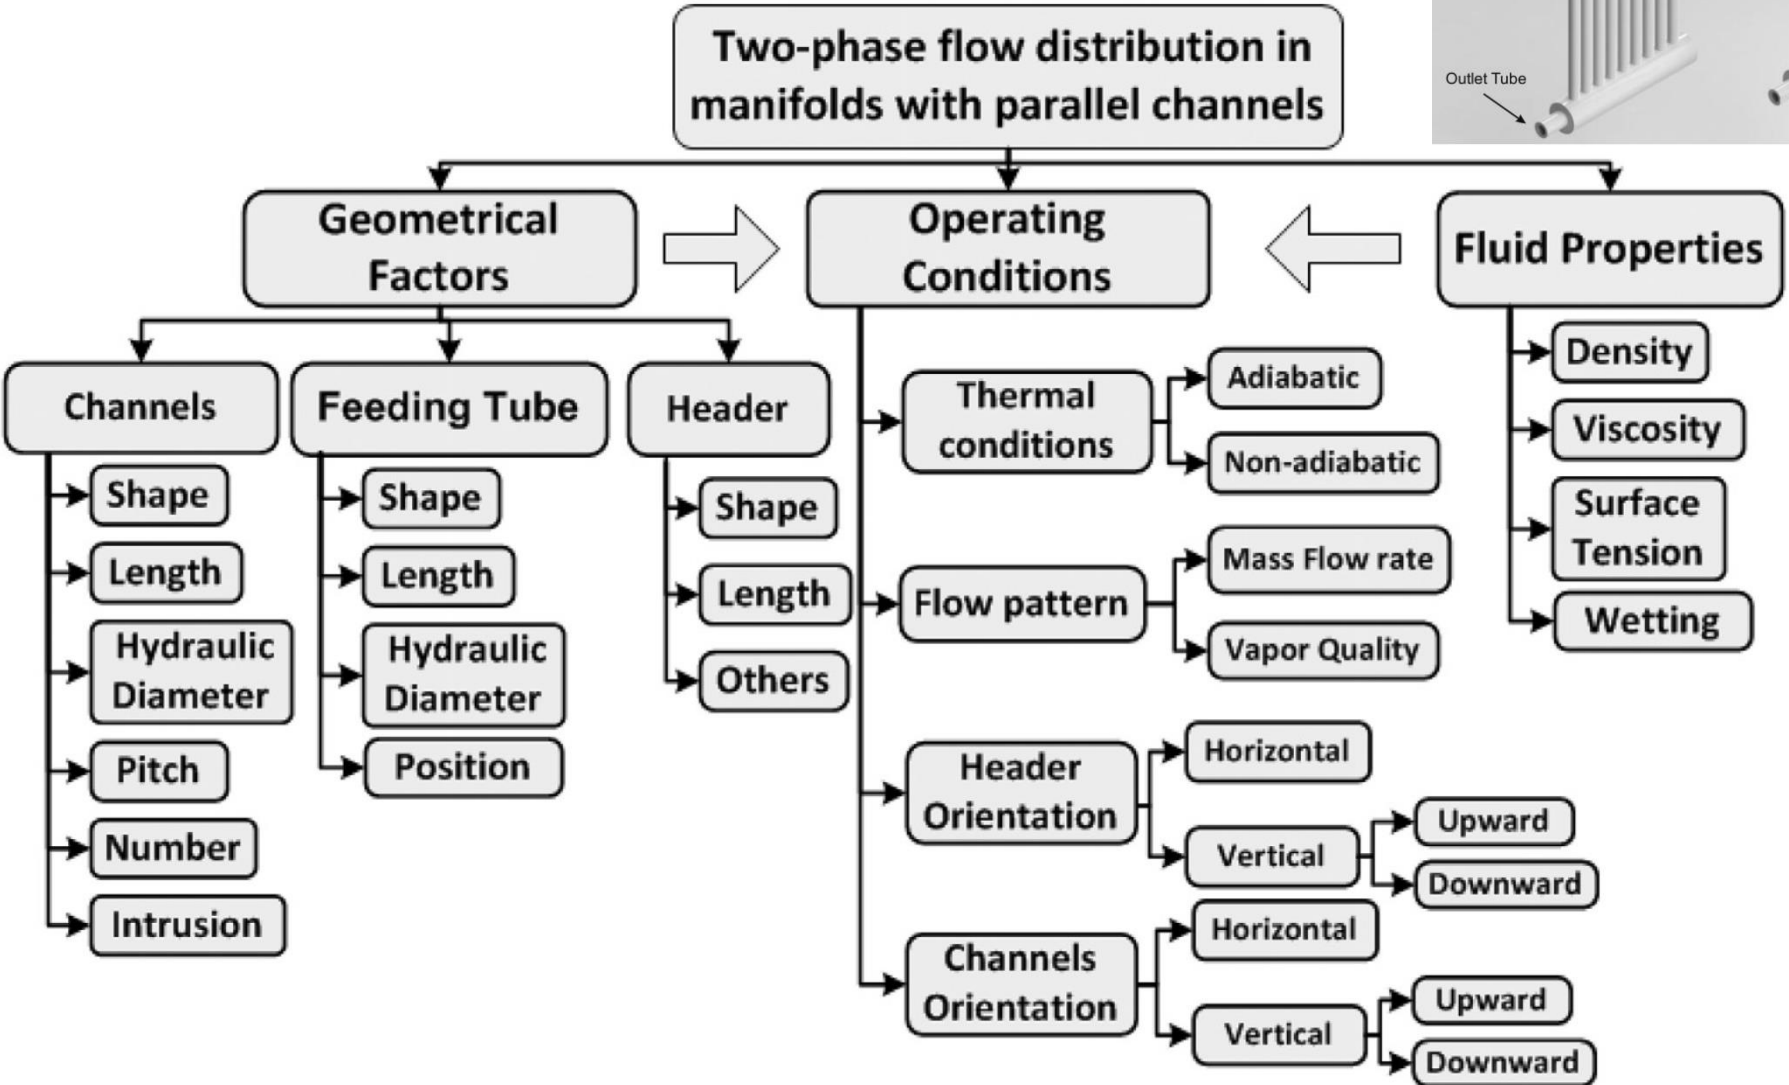 Two-phase flow distribution in
manifolds with parallel channels
Outlet Tube
Geometrical
Factors
Operating
Conditions
Fluid Properties
Channels
Shape
Length
Hydraulic
Diameter
Pitch
Number
Intrusion
Feeding Tube
Shape
Length
Hydraulic
Diameter
Position
Header
Shape
Length
Others
Thermal
conditions
Adiabatic
Non-adiabatic
Flow pattern
Mass Flow rate
Vapor Quality
Header
Orientation
Horizontal
Vertical
Upward
Downward
Channels
Orientation
Horizontal
Vertical
Upward
Downward
Density
Viscosity
Surface
Tension
Wetting